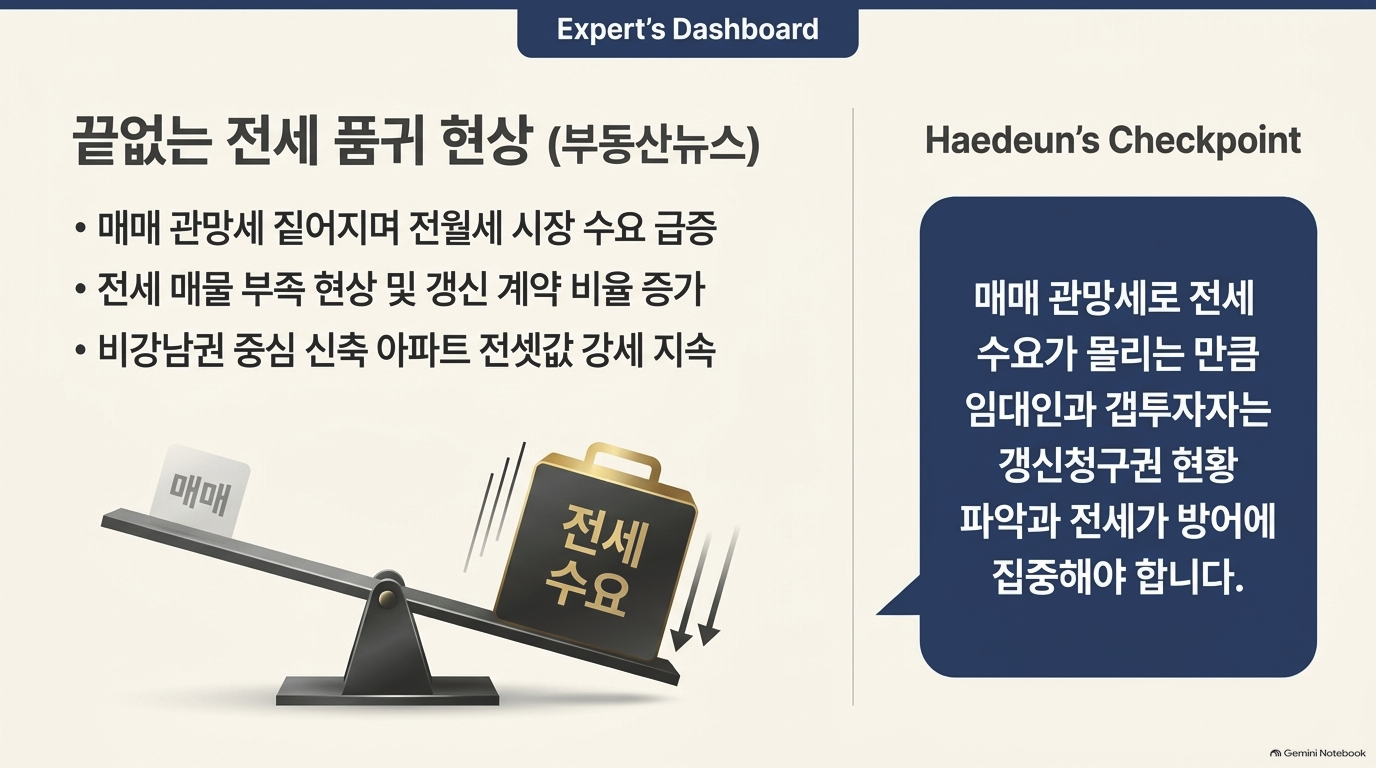 Expert's Dashboard
끝없는 전세 품귀 현상 (부동산뉴스)
• 매매 관망세 짙어지며 전월세 시장 수요 급증
• 전세 매물 부족 현상 및 갱신 계약 비율 증가
• 비강남권 중심 신축 아파트 전셋값 강세 지속
매매
전세
수요
Haedeun's Checkpoint
매매 관망세로 전세
수요가 몰리는 만큼
임대인과 갭투자자는
갱신청구권 현황
파악과 전세가 방어에
집중해야 합니다.
Gemini Notebook